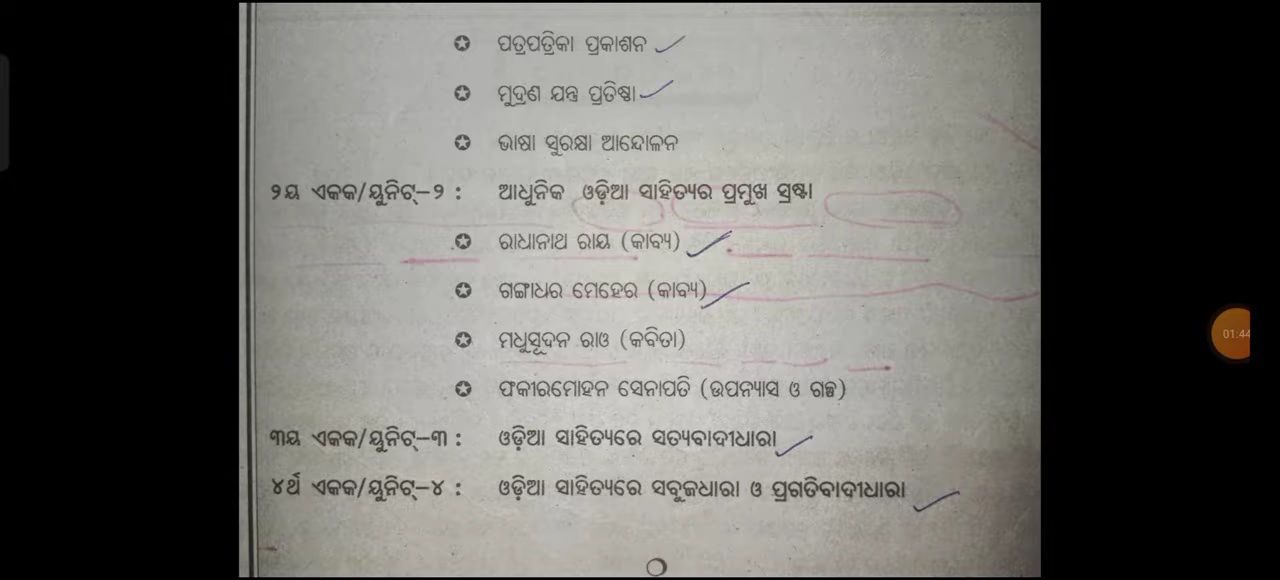 ✪ ପତ୍ରପତ୍ରିକା ପ୍ରକାଶନ
✪ ମୁଦ୍ରଣ ଯନ୍ତ୍ର ପ୍ରତିଷ୍ଠା
✪ ଭାଷା ସୁରକ୍ଷା ଆନ୍ଦୋଳନ
୨ୟ ଏକକ/ୟୁନିଟ୍-୨ : ଆଧୁନିକ ଓଡ଼ିଆ ସାହିତ୍ୟର ପ୍ରମୁଖ ସ୍ରଷ୍ଟା
✪ ରାଧାନାଥ ରାୟ (କାବ୍ୟ)
✪ ଗଙ୍ଗାଧର ମେହେର (କାବ୍ୟ)
✪ ମଧୁସୂଦନ ରାଓ (କବିତା)
✪ ଫକୀରମୋହନ ସେନାପତି (ଉପନ୍ୟାସ ଓ ଗଳ୍ପ)
୩ୟ ଏକକ/ୟୁନିଟ୍-୩ : ଓଡ଼ିଆ ସାହିତ୍ୟରେ ସତ୍ୟବାଦୀଧାରା
୪ର୍ଥ ଏକକ/ୟୁନିଟ୍-୪ : ଓଡ଼ିଆ ସାହିତ୍ୟରେ ସବୁଜଧାରା ଓ ପ୍ରଗତିବାଦୀଧାରା
01:44